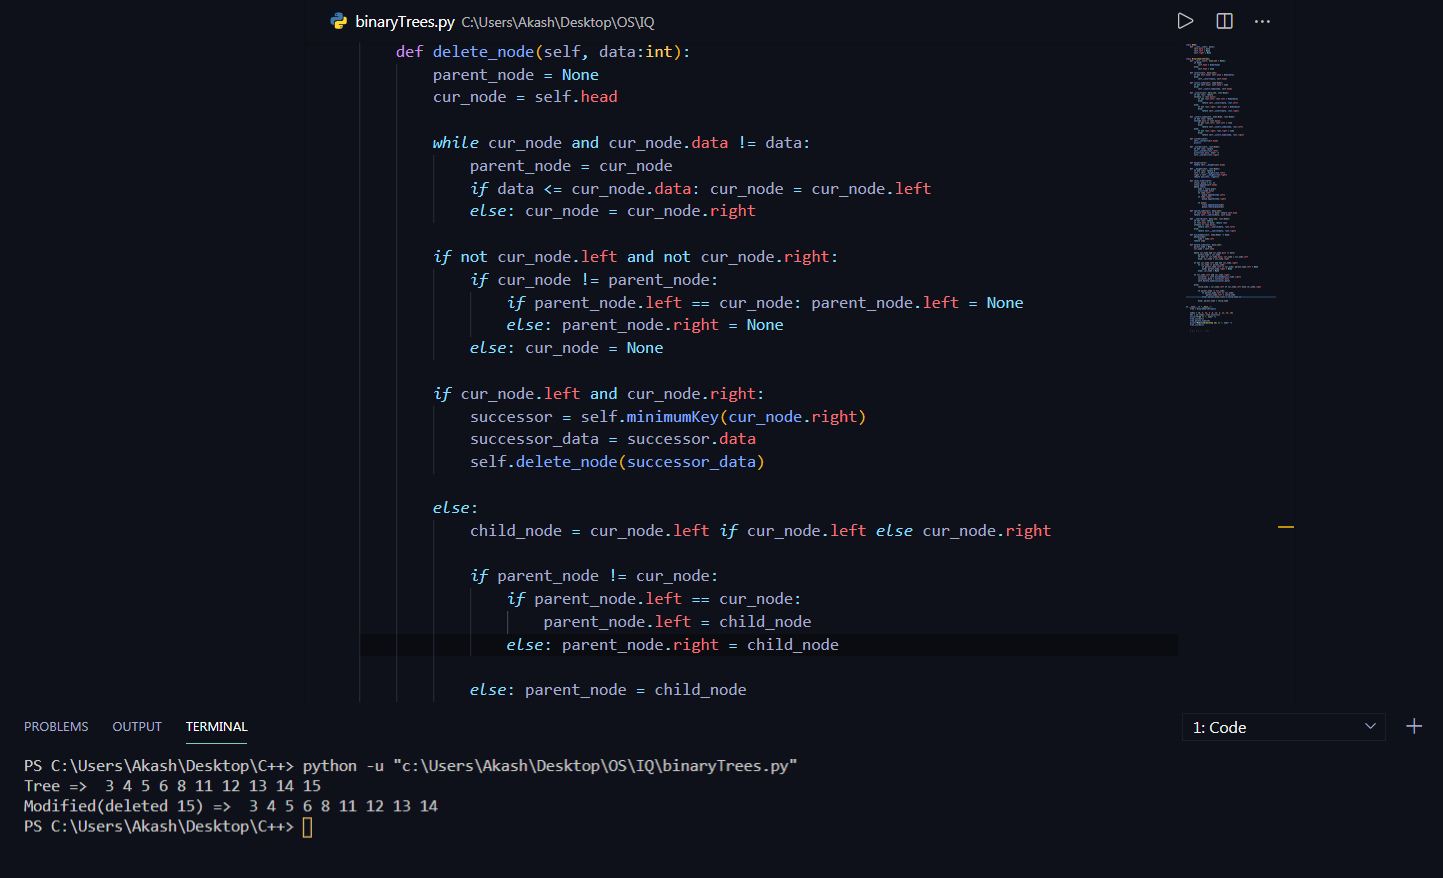 binaryTrees.py C:\Users\Akash\Desktop\OS\IQ
def delete_node(self, data:int):
parent_node = None
cur_node = self.head
while cur_node and cur_node.data != data:
parent_node = cur_node
if data <= cur_node.data: cur_node = cur_node.left
else: cur_node = cur_node.right
if not cur_node.left and not cur_node.right:
if cur_node != parent_node:
if parent_node.left == cur_node: parent_node.left = None
else: parent_node.right = None
else: cur_node = None
if cur_node.left and cur_node.right:
successor = self.minimumKey(cur_node.right)
successor_data = successor.data
self.delete_node(successor_data)
else:
child_node = cur_node.left if cur_node.left else cur_node.right
if parent_node != cur_node:
if parent_node.left == cur_node:
parent_node.left = child_node
else: parent_node.right = child_node
else: parent_node = child_node
PROBLEMS OUTPUT TERMINAL 1: Code
PS C:\Users\Akash\Desktop\C++> python -u "c:\Users\Akash\Desktop\OS\IQ\binaryTrees.py"
Tree => 3 4 5 6 8 11 12 13 14 15
Modified(deleted 15) => 3 4 5 6 8 11 12 13 14
PS C:\Users\Akash\Desktop\C++>